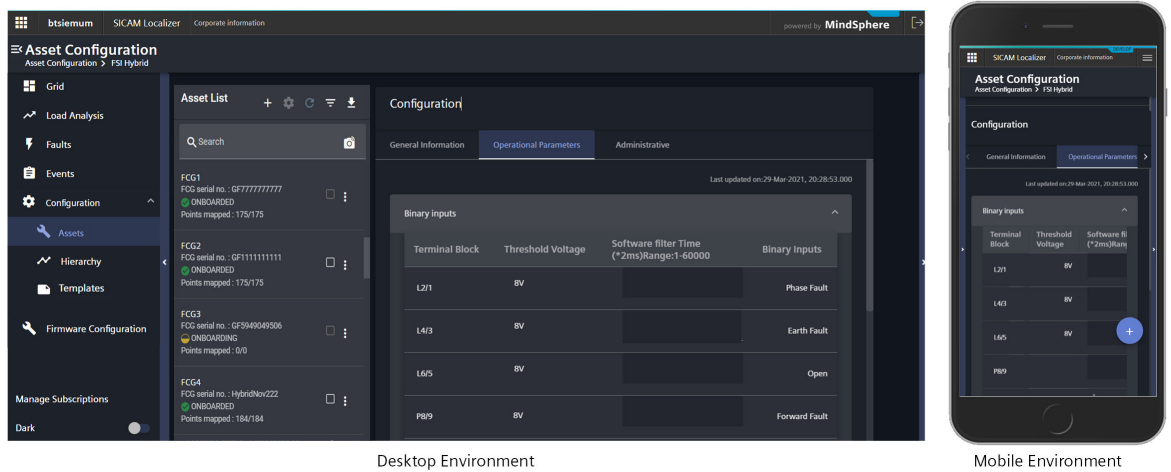 btsiemum SICAM Localizer Corporate information powered by MindSphere
Asset Configuration
Asset Configuration > FSI Hybrid
Grid
Load Analysis
Faults
Events
Configuration
Assets
Hierarchy
Templates
Firmware Configuration
Manage Subscriptions
Dark
Asset List
Search
FCG1
FCG serial no. : GF7777777777
ONBOARDED
Points mapped : 175/175
FCG2
FCG serial no. : GF1111111111
ONBOARDED
Points mapped : 175/175
FCG3
FCG serial no. : GF5949049506
ONBOARDING
Points mapped : 0/0
FCG4
FCG serial no. : HybridNov222
ONBOARDED
Points mapped : 184/184
Configuration
General Information Operational Parameters Administrative
Last updated on:29-Mar-2021, 20:28:53.000
Binary inputs
Terminal Block Threshold Voltage Software filter Time Binary Inputs
(*2ms)Range:1-60000
L2/1 8V Phase Fault
L4/3 8V Earth Fault
L6/5 8V Open
P8/9 8V Forward Fault
Desktop Environment
DEVELOP
SICAM Localizer Corporate information
Asset Configuration
Asset Configuration > FSI Hybrid
Configuration
General Information Operational Parameters
Last updated on:29-Mar-2021, 20:28:53.000
Binary inputs
Terminal Threshold Software fil
Block Voltage (*2ms)Rang
L2/1 8V
L4/3 8V
L6/5 8V
P8/9
Mobile Environment